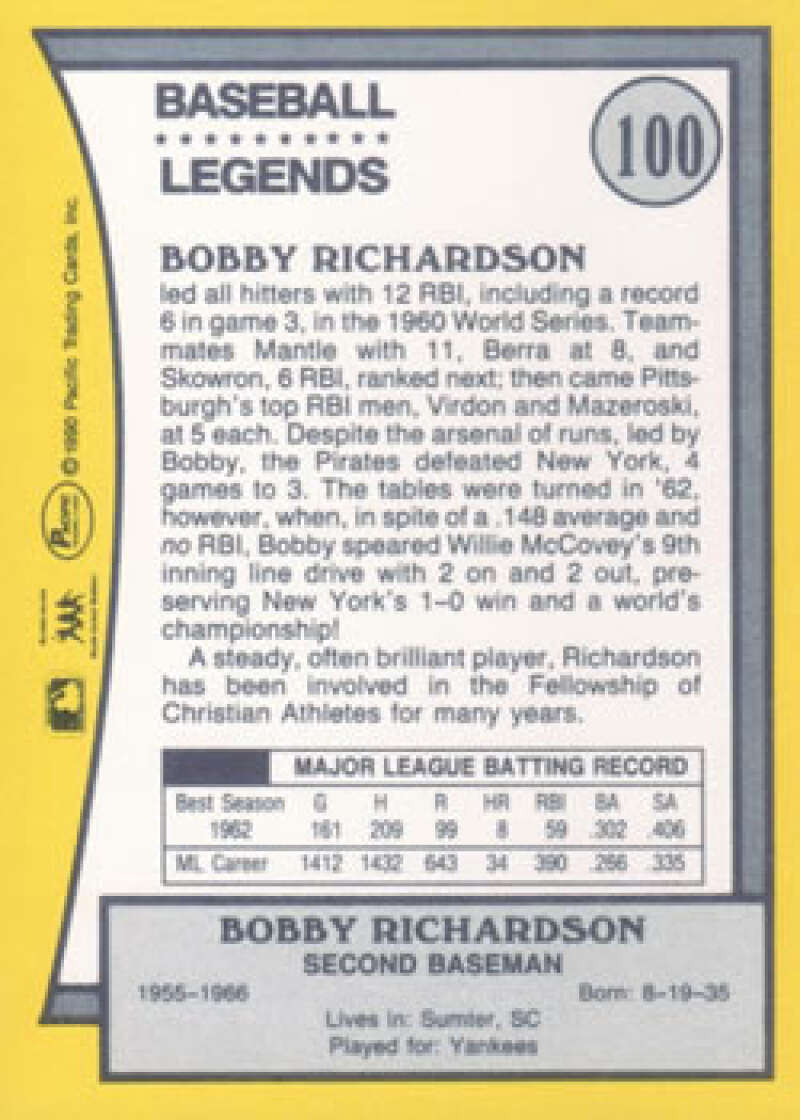 BASEBALL
LEGENDS
100
BOBBY RICHARDSON
led all hitters with 12 RBI, including a record
6 in game 3, in the 1960 World Series. Team-
mates Mantle with 11, Berra at 8, and
Skowron, 6 RBI, ranked next; then came Pitts-
burgh's top RBI men, Virdon and Mazeroski,
at 5 each. Despite the arsenal of runs, led by
Bobby, the Pirates defeated New York, 4
games to 3. The tables were turned in '62,
however, when, in spite of a .148 average and
no RBI, Bobby speared Willie McCovey's 9th
inning line drive with 2 on and 2 out, pre-
serving New York's 1-0 win and a world's
championship!
A steady, often brilliant player, Richardson
has been involved in the Fellowship of
Christian Athletes for many years.
MAJOR LEAGUE BATTING RECORD
Best Season G H R HR RBI BA SA
1962 161 209 99 8 59 .302 .406
ML Career 1412 1432 643 34 390 .266 .335
BOBBY RICHARDSON
SECOND BASEMAN
1955-1966 Born: 8-19-35
Lives in: Sumter, SC
Played for: Yankees
© 1990 Pacific Trading Cards, Inc.
PACIFIC